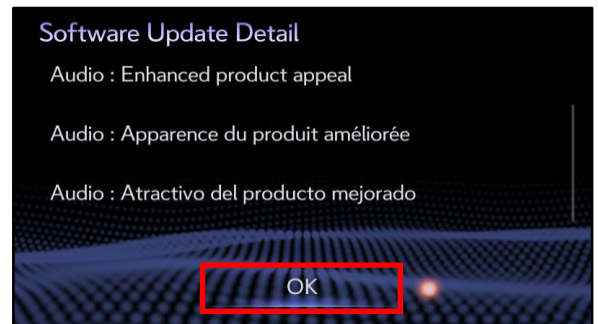 Software Update Detail
Audio : Enhanced product appeal
Audio : Apparence du produit améliorée
Audio : Atractivo del producto mejorado
OK